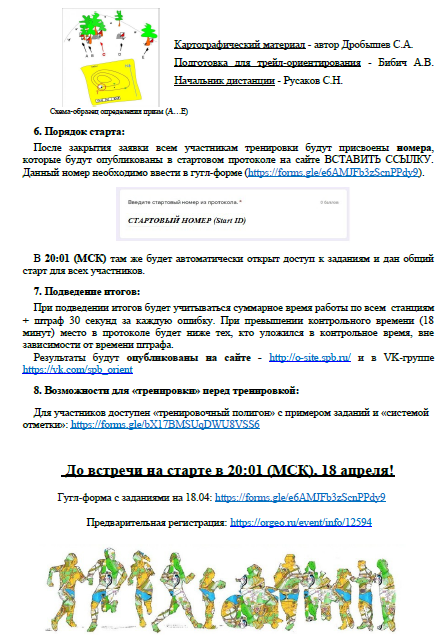 Картографический материал - автор Дробышев С.А.
Подготовка для трейл-ориентирования - Бибич А.В.
Начальник дистанции - Русаков С.Н.
Схема-образец определения призм (A…E)
6. Порядок старта:
После закрытия заявки всем участникам тренировки будут присвоены номера,
которые будут опубликованы в стартовом протоколе на сайте ВСТАВИТЬ ССЫЛКУ.
Данный номер необходимо ввести в гугл-форме (https://forms.gle/e6AMJFb3zScnPPdy9).
Введите стартовый номер из протокола. *
СТАРТОВЫЙ НОМЕР (Start ID)
В 20:01 (МСК) там же будет автоматически открыт доступ к заданиям и дан общий
старт для всех участников.
7. Подведение итогов:
При подведении итогов будет учитываться суммарное время работы по всем станциям
+ штраф 30 секунд за каждую ошибку. При превышении контрольного времени (18
минут) место в протоколе будет ниже тех, кто уложился в контрольное время, вне
зависимости от времени штрафа.
Результаты будут опубликованы на сайте - http://o-site.spb.ru/ и в VK-группе
https://vk.com/spb_orient
8. Возможности для «тренировки» перед тренировкой:
Для участников доступен «тренировочный полигон» с примером заданий и «системой
отметки»: https://forms.gle/bX17BMSUqDWU8VSS6
До встречи на старте в 20:01 (МСК), 18 апреля!
Гугл-форма с заданиями на 18.04: https://forms.gle/e6AMJFb3zScnPPdy9
Предварительная регистрация: https://orgeo.ru/event/info/12594